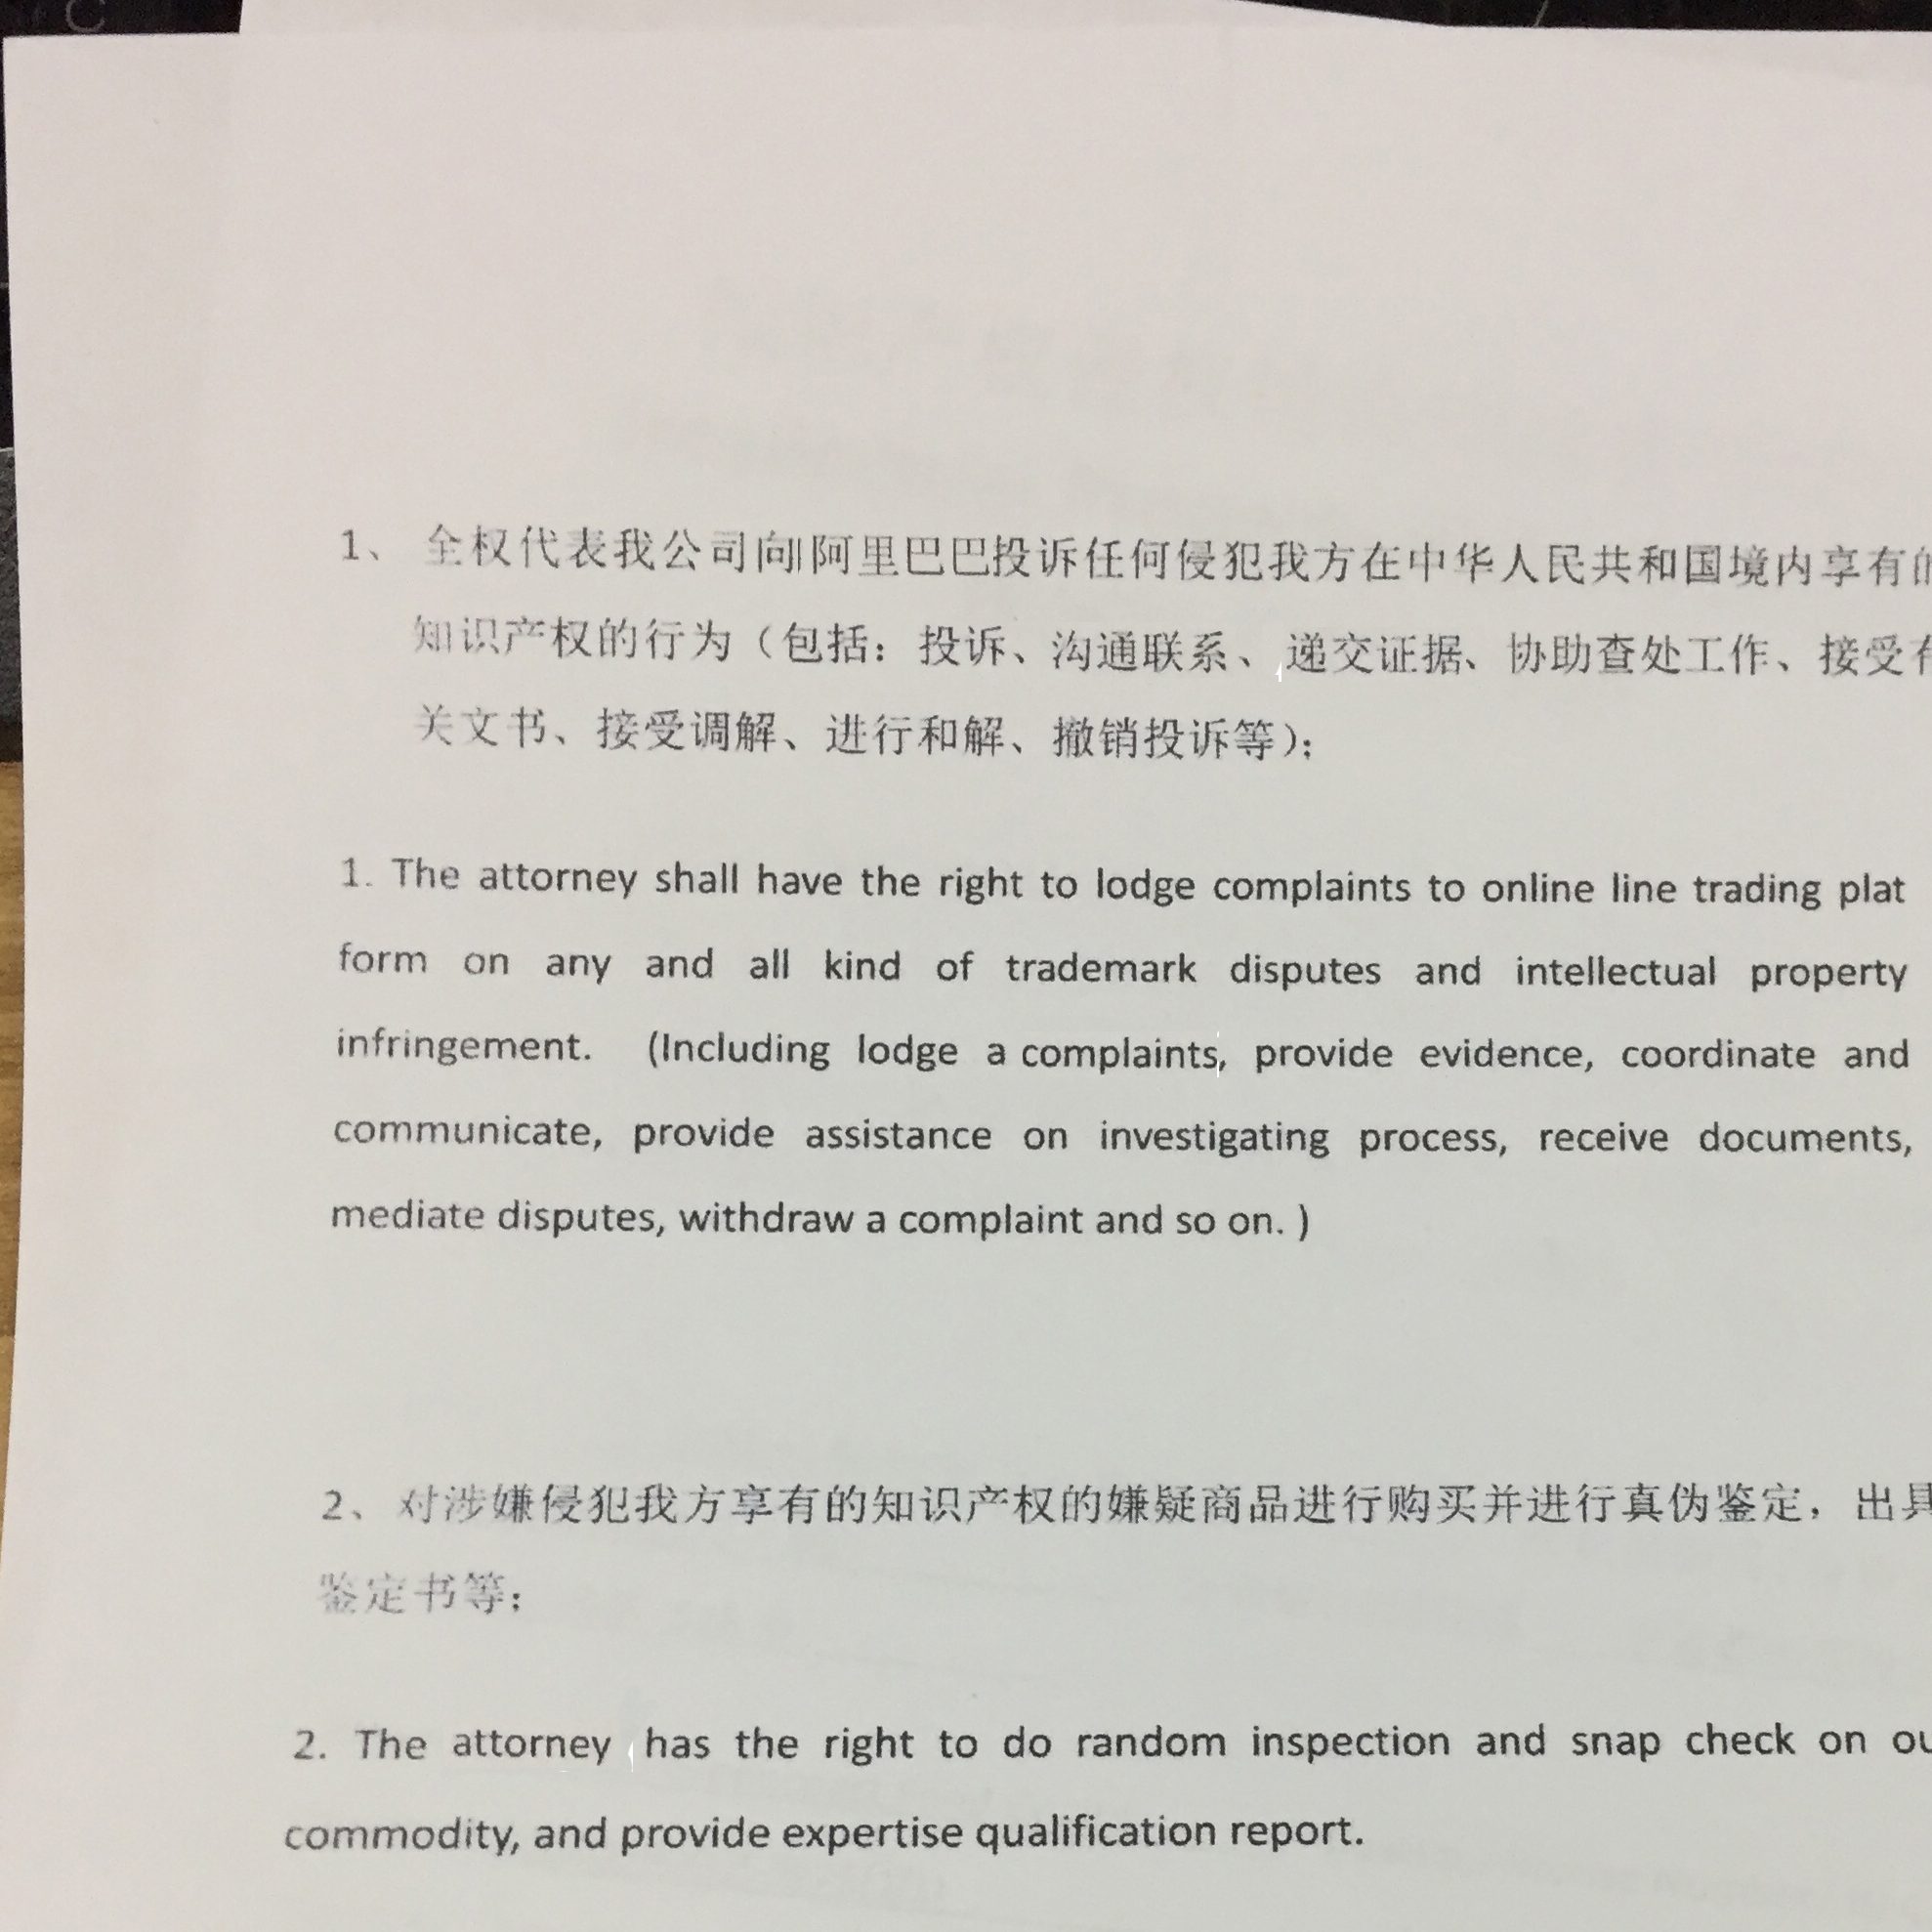 1、 全权代表我公司向阿里巴巴投诉任何侵犯我方在中华人民共和国境内享有的
知识产权的行为（包括：投诉、沟通联系、递交证据、协助查处工作、接受有
关文书、接受调解、进行和解、撤销投诉等）；
1. The attorney shall have the right to lodge complaints to online line trading plat
form on any and all kind of trademark disputes and intellectual property
infringement. (Including lodge a complaints, provide evidence, coordinate and
communicate, provide assistance on investigating process, receive documents,
mediate disputes, withdraw a complaint and so on. )
2、对涉嫌侵犯我方享有的知识产权的嫌疑商品进行购买并进行真伪鉴定，出具
鉴定书等；
2. The attorney has the right to do random inspection and snap check on ou
commodity, and provide expertise qualification report.